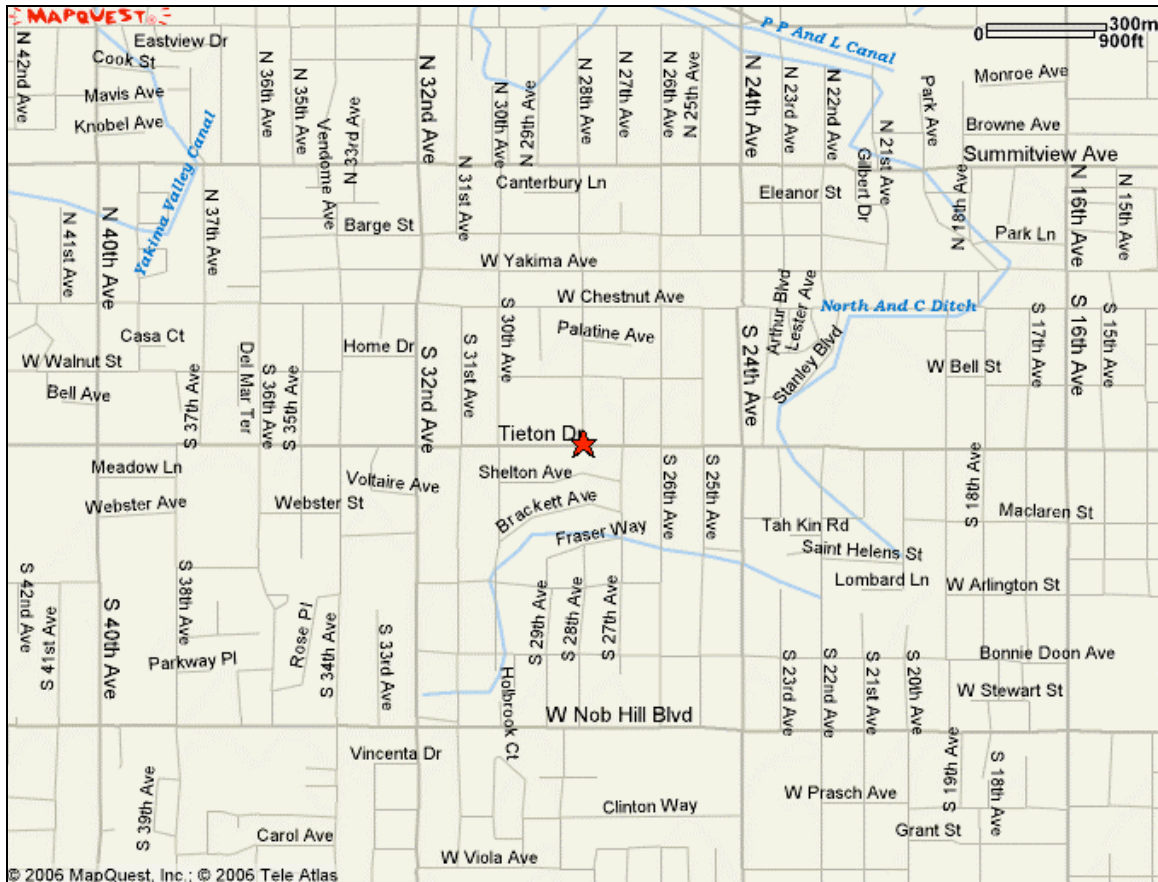 MAPQUEST
300m
0
900ft
P P And L Canal
Eastview Dr
Cook St
Mavis Ave
Knobel Ave
N 42nd Ave
N 36th Ave
N 35th Ave
Vendome Ave
N 33rd Ave
N 32nd Ave
N 30th Ave
N 29th Ave
N 28th Ave
N 27th Ave
N 26th Ave
N 25th Ave
N 24th Ave
N 23rd Ave
N 22nd Ave
Gilbert Dr
N 21st Ave
Park Ave
Monroe Ave
Browne Ave
Summitview Ave
Yakima Valley Canal
N 41st Ave
N 40th Ave
N 37th Ave
Barge St
N 31st Ave
Canterbury Ln
Eleanor St
N 18th Ave
Park Ln
N 16th Ave
N 15th Ave
W Yakima Ave
W Chestnut Ave
Palatine Ave
Arthur Blvd
Lester Ave
Stanley Blvd
North And C Ditch
Casa Ct
W Walnut St
Bell Ave
S 37th Ave
Del Mar Ter
S 36th Ave
S 35th Ave
Home Dr
S 32nd Ave
S 31st Ave
S 30th Ave
S 24th Ave
W Bell St
S 17th Ave
S 16th Ave
S 15th Ave
Tieton Dr
Meadow Ln
Webster Ave
Webster St
Voltaire Ave
Shelton Ave
Brackett Ave
Fraser Way
S 26th Ave
S 25th Ave
Tah Kin Rd
Saint Helens St
Lombard Ln
S 18th Ave
Maclaren St
W Arlington St
S 42nd Ave
S 41st Ave
S 40th Ave
S 38th Ave
Parkway Pl
Rose Pl
S 34th Ave
S 33rd Ave
Holbrook Ct
S 29th Ave
S 28th Ave
S 27th Ave
S 23rd Ave
S 22nd Ave
S 21st Ave
S 20th Ave
Bonnie Doon Ave
W Stewart St
W Nob Hill Blvd
S 39th Ave
Vincenta Dr
Carol Ave
W Viola Ave
Clinton Way
W Prasch Ave
S 19th Ave
S 18th Ave
Grant St
© 2006 MapQuest, Inc.; © 2006 Tele Atlas